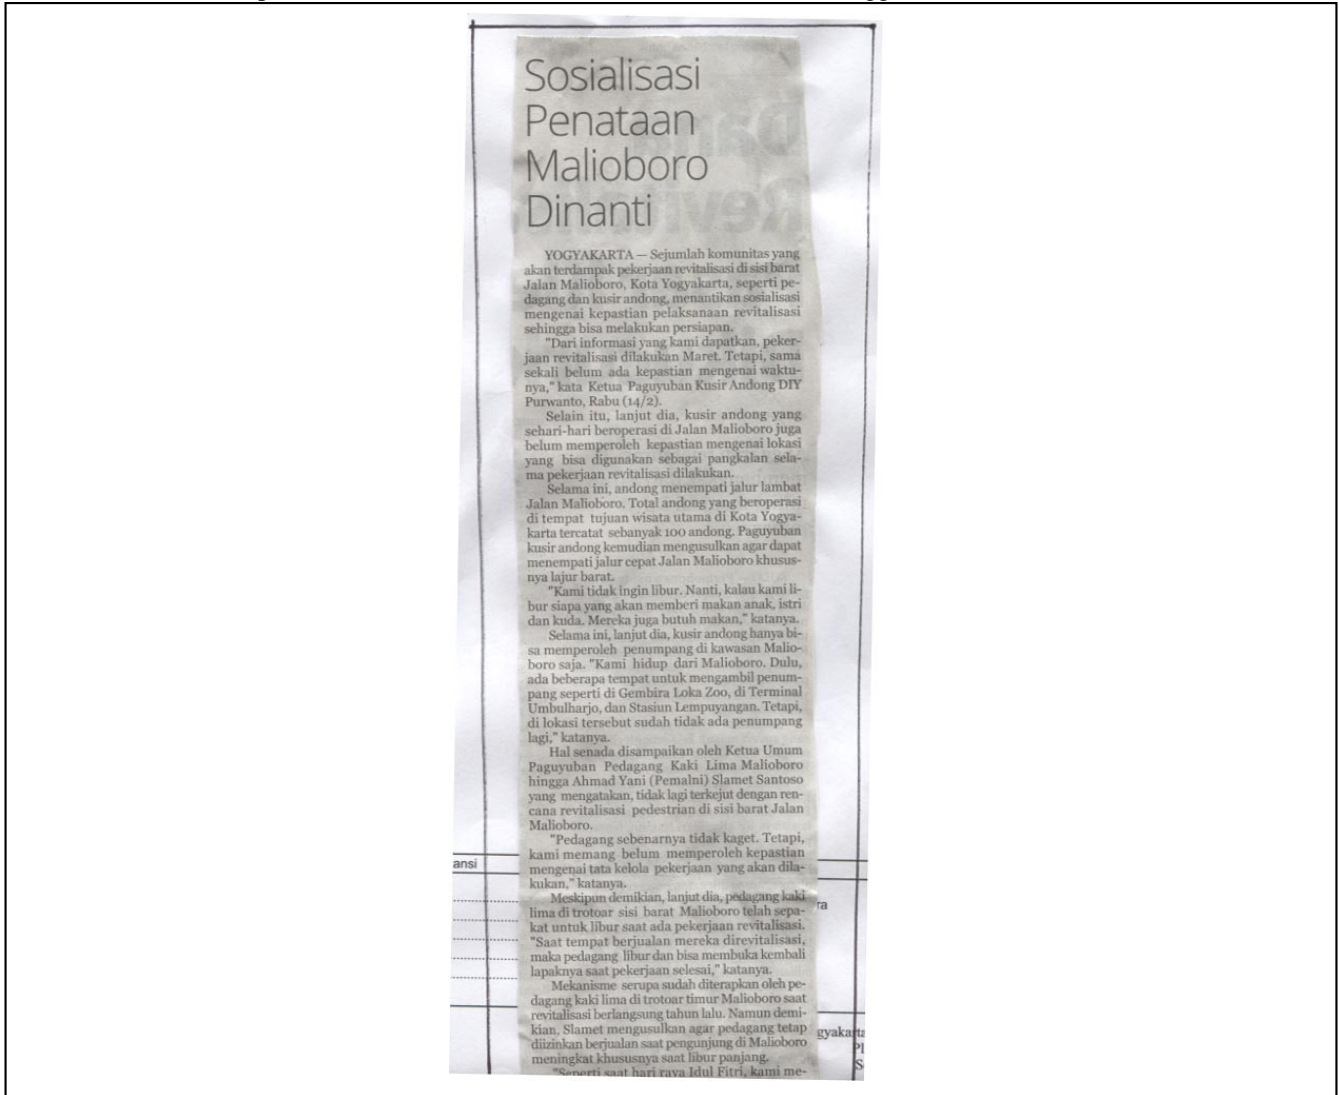 Sosialisasi
Penataan
Malioboro
Dinanti
YOGYAKARTA — Sejumlah komunitas yang
akan terdampak pekerjaan revitalisasi di sisi barat
Jalan Malioboro, Kota Yogyakarta, seperti pe-
dagang dan kusir andong, menantikan sosialisasi
mengenai kepastian pelaksanaan revitalisasi
sehingga bisa melakukan persiapan.
"Dari informasi yang kami dapatkan, peker-
jaan revitalisasi dilakukan Maret. Tetapi, sama
sekali belum ada kepastian mengenai waktu-
nya," kata Ketua Paguyuban Kusir Andong DIY
Purwanto, Rabu (14/2).
Selain itu, lanjut dia, kusir andong yang
sehari-hari beroperasi di Jalan Malioboro juga
belum memperoleh kepastian mengenai lokasi
yang bisa digunakan sebagai pangkalan sela-
ma pekerjaan revitalisasi dilakukan.
Selama ini, andong menempati jalur lambat
Jalan Malioboro. Total andong yang beroperasi
di tempat tujuan wisata utama di Kota Yogya-
karta tercatat sebanyak 100 andong. Paguyuban
kusir andong kemudian mengusulkan agar dapat
menempati jalur cepat Jalan Malioboro khusus-
nya lajur barat.
"Kami tidak ingin libur. Nanti, kalau kami li-
bur siapa yang akan memberi makan anak, istri
dan kuda. Mereka juga butuh makan," katanya.
Selama ini, lanjut dia, kusir andong hanya bi-
sa memperoleh penumpang di kawasan Malio-
boro saja. "Kami hidup dari Malioboro. Dulu,
ada beberapa tempat untuk mengambil penum-
pang seperti di Gembira Loka Zoo, di Terminal
Umbulharjo, dan Stasiun Lempuyangan. Tetapi,
di lokasi tersebut sudah tidak ada penumpang
lagi," katanya.
Hal senada disampaikan oleh Ketua Umum
Paguyuban Pedagang Kaki Lima Malioboro
hingga Ahmad Yani (Pemalni) Slamet Santoso
yang mengatakan, tidak lagi terkejut dengan ren-
cana revitalisasi pedestrian di sisi barat Jalan
Malioboro.
"Pedagang sebenarnya tidak kaget. Tetapi,
kami memang belum memperoleh kepastian
mengenai tata kelola pekerjaan yang akan dila-
kukan," katanya.
Meskipun demikian, lanjut dia, pedagang kaki
lima di trotoar sisi barat Malioboro telah sepa-
kat untuk libur saat ada pekerjaan revitalisasi.
"Saat tempat berjualan mereka direvitalisasi,
maka pedagang libur dan bisa membuka kembali
lapaknya saat pekerjaan selesai," katanya.
Mekanisme serupa sudah diterapkan oleh pe-
dagang kaki lima di trotoar timur Malioboro saat
revitalisasi berlangsung tahun lalu. Namun demi-
kian, Slamet mengusulkan agar pedagang tetap
diizinkan berjualan saat pengunjung di Malioboro
meningkat khususnya saat libur panjang.
"Seperti saat hari raya Idul Fitri, kami me-
ansi
ra
gyakarta